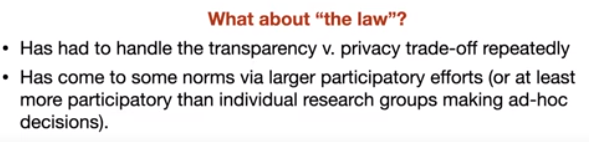 What about “the law”?
• Has had to handle the transparency v. privacy trade-off repeatedly
• Has come to some norms via larger participatory efforts (or at least
more participatory than individual research groups making ad-hoc
decisions).